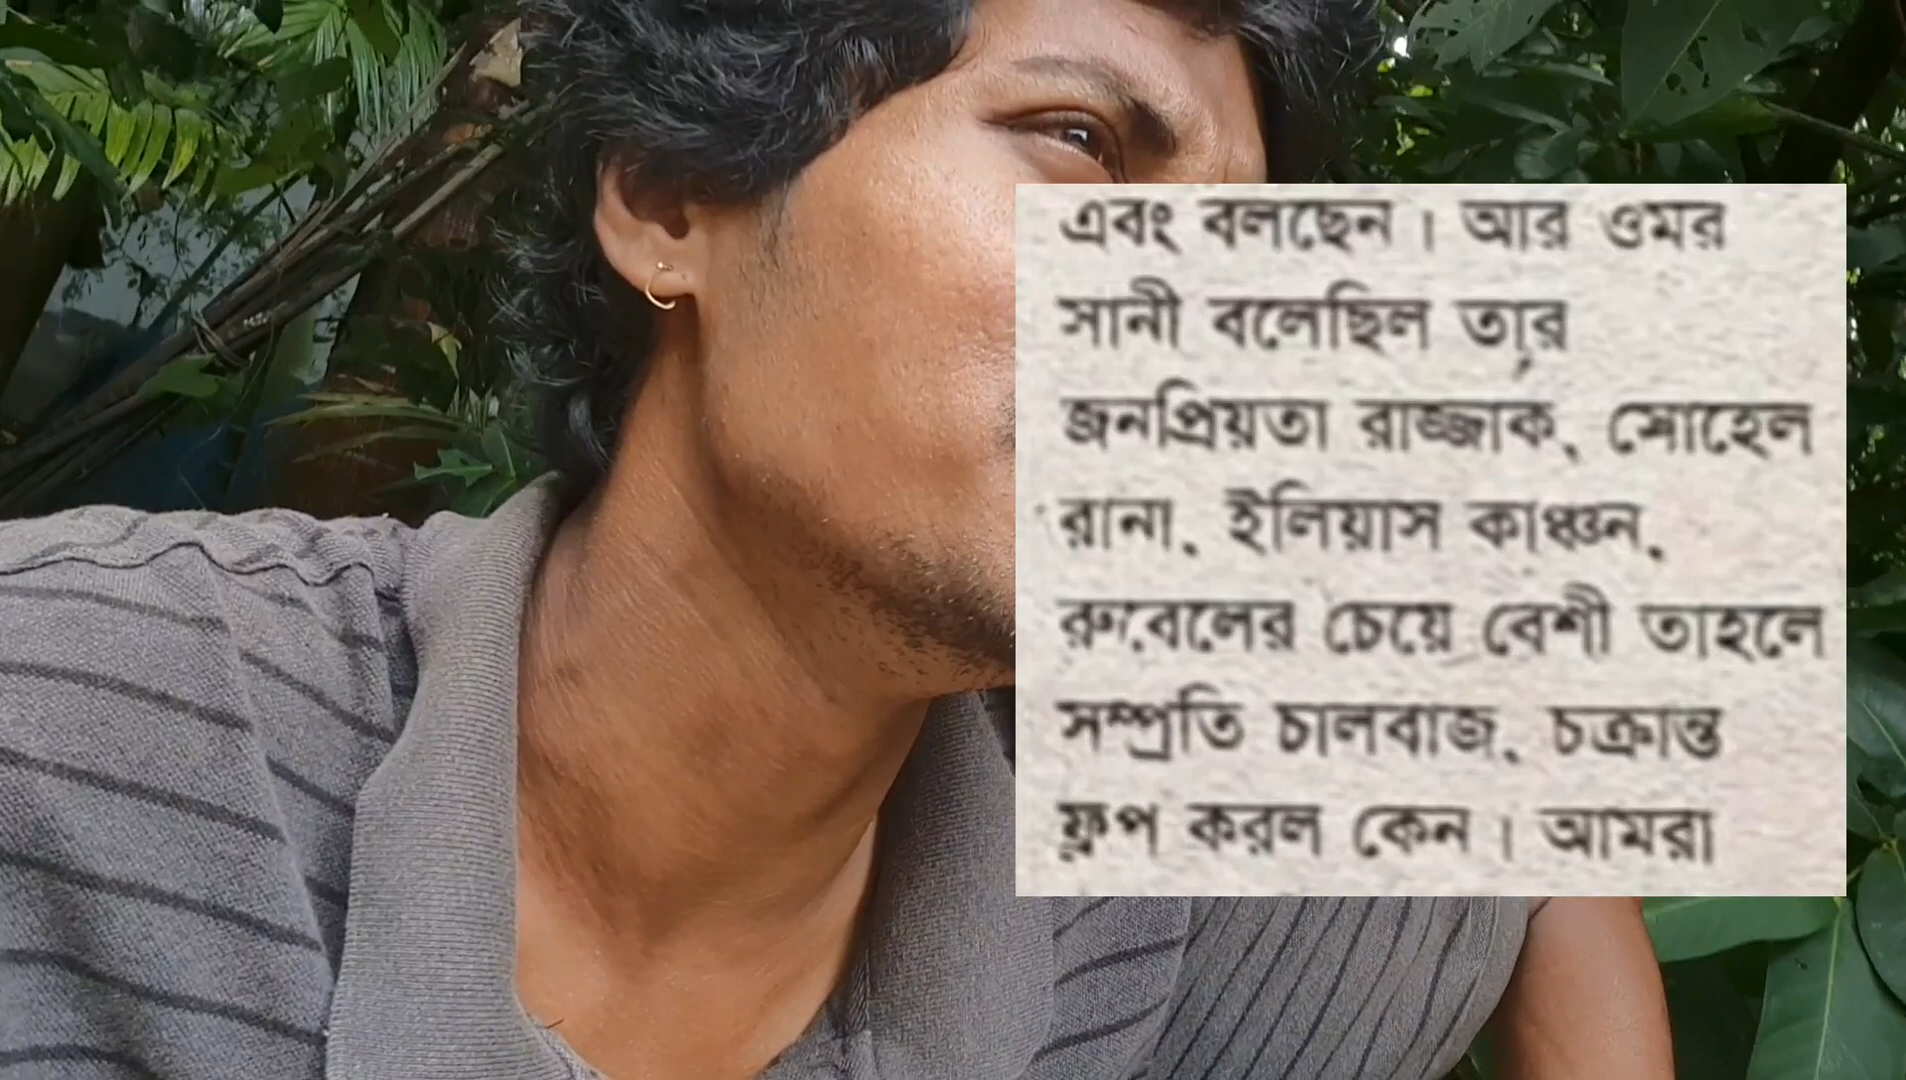 এবং বলছেন। আর ওমর
সানী বলেছিল তার
জনপ্রিয়তা রাজ্জাক, সোহেল
রানা, ইলিয়াস কাঞ্চন,
রুবেলের চেয়ে বেশী তাহলে
সম্প্রতি চালবাজ, চক্রান্ত
ফ্লপ করল কেন। আমরা